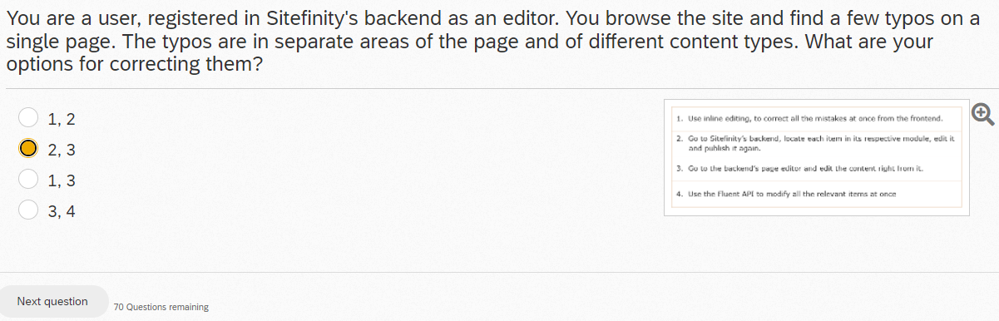 You are a user, registered in Sitefinity's backend as an editor. You browse the site and find a few typos on a
single page. The typos are in separate areas of the page and of different content types. What are your
options for correcting them?
1, 2
2, 3
1, 3
3, 4
1. Use inline editing, to correct all the mistakes at once from the frontend.
2. Go to Sitefinity's backend, locate each item in its respective module, edit it
and publish it again.
3. Go to the backend's page editor and edit the content right from it.
4. Use the Fluent API to modify all the relevant items at once
Next question
70 Questions remaining